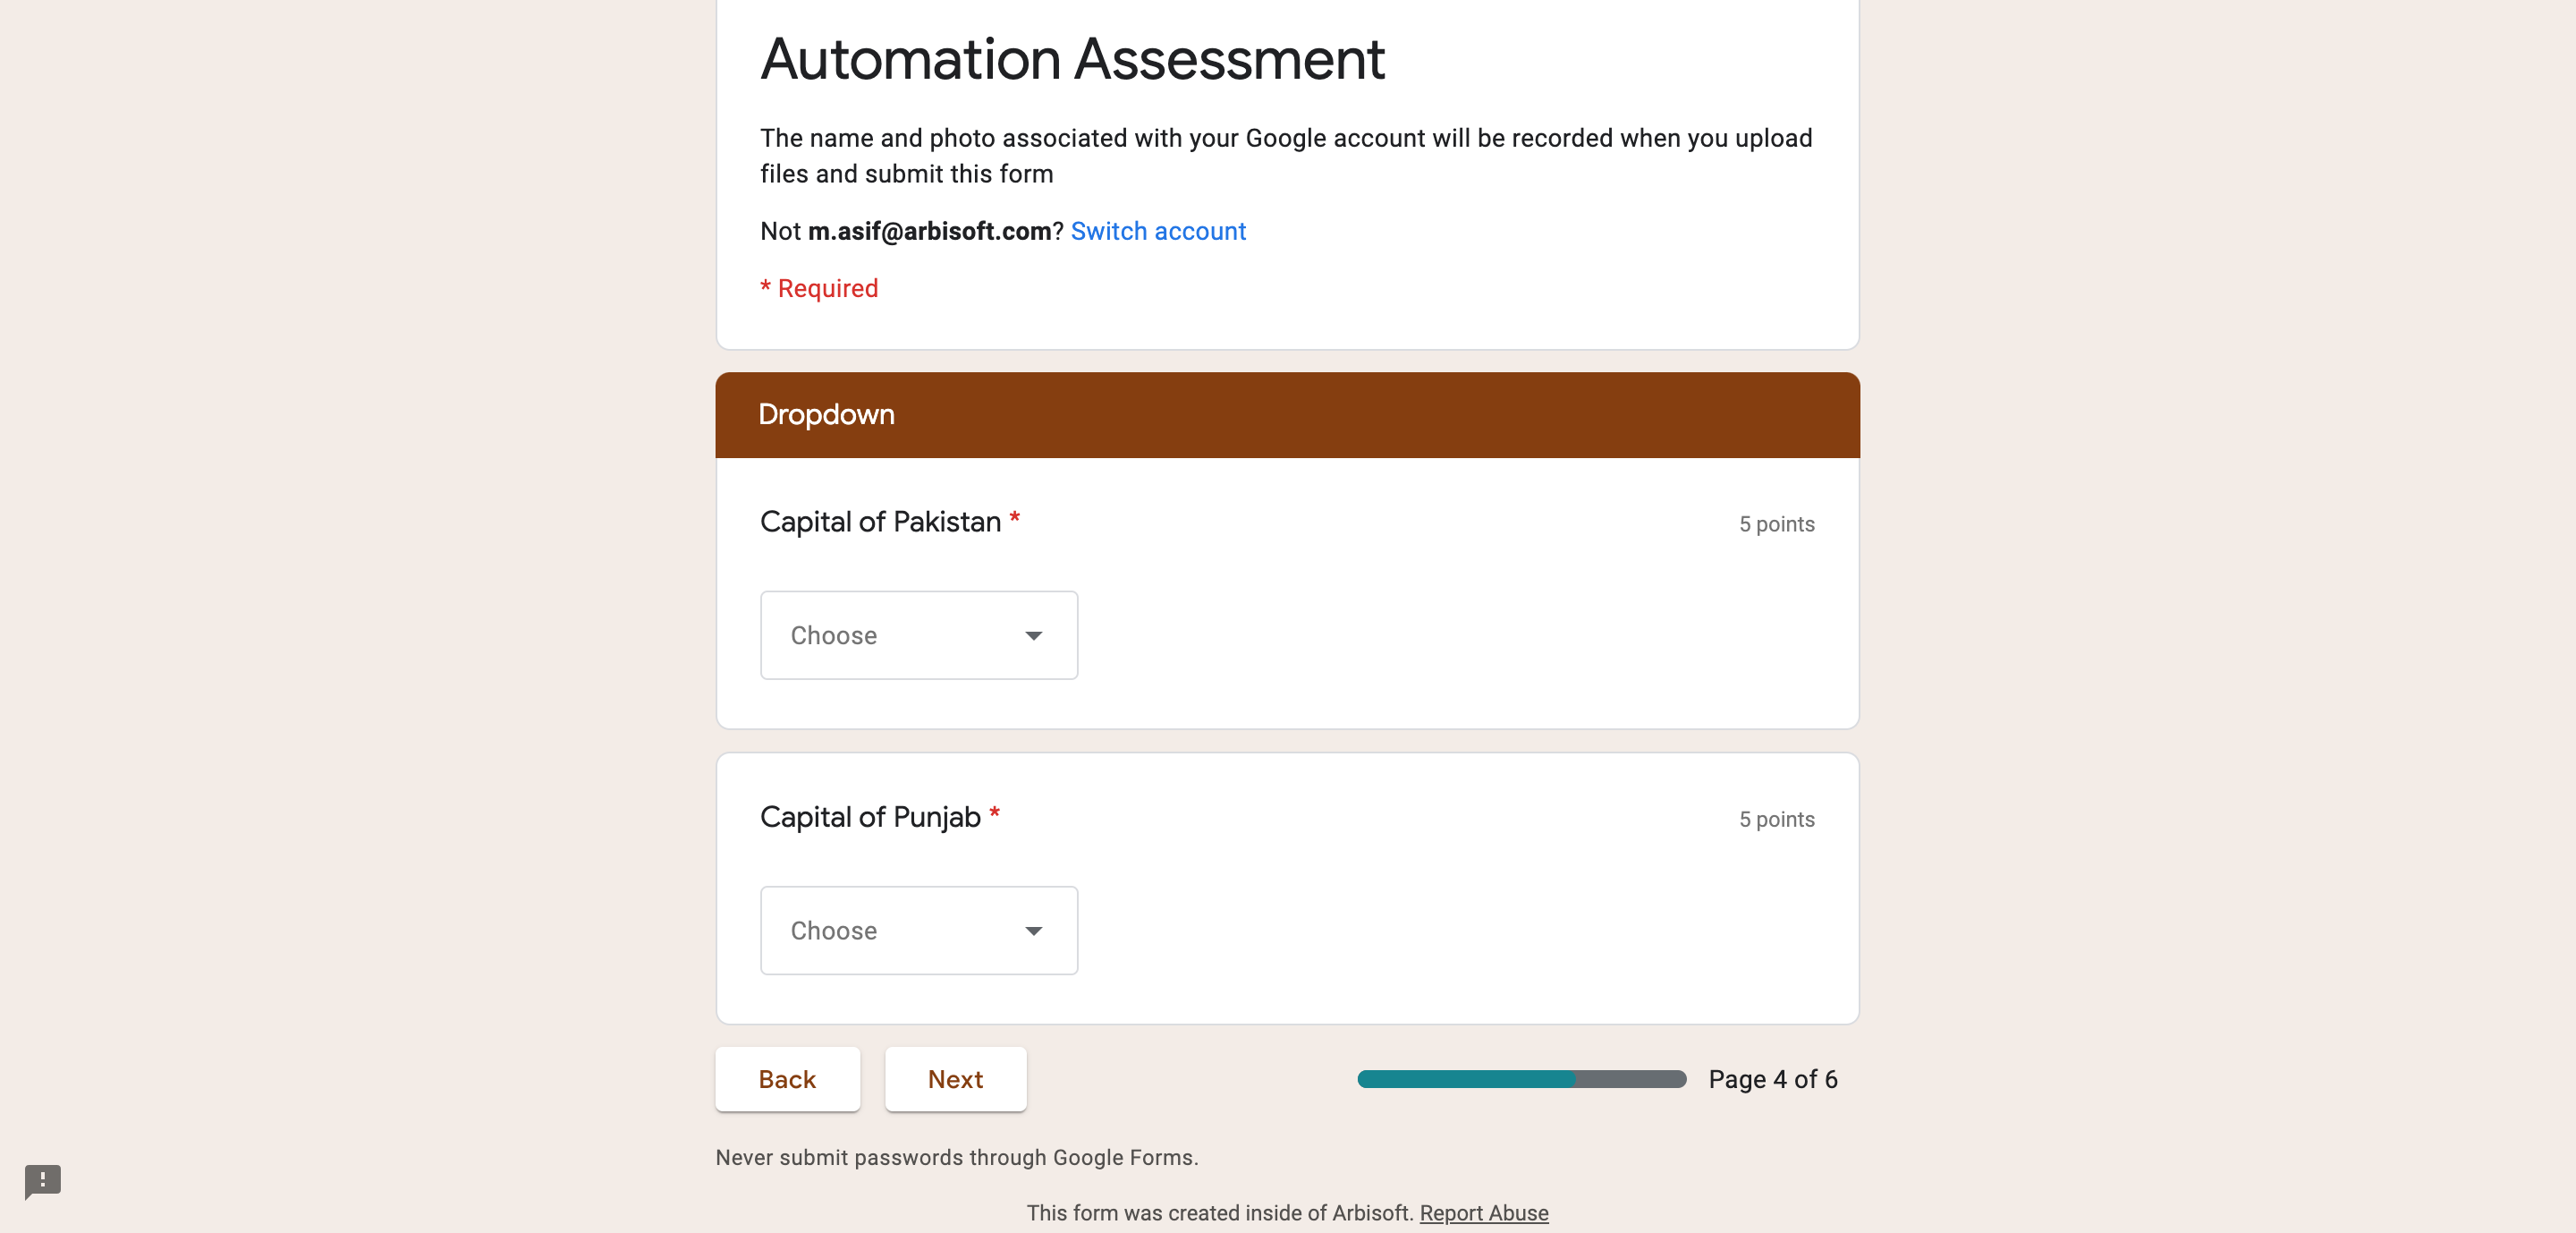 Automation Assessment
The name and photo associated with your Google account will be recorded when you upload
files and submit this form
Not m.asif@arbisoft.com? Switch account
* Required
Dropdown
Capital of Pakistan *
5 points
Choose
Capital of Punjab *
5 points
Choose
Back
Next
Page 4 of 6
Never submit passwords through Google Forms.
This form was created inside of Arbisoft. Report Abuse